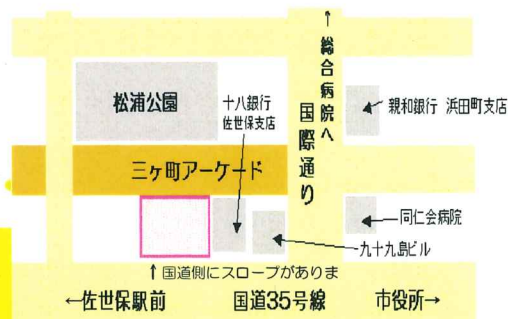 ↑総合病院へ
国際通り
松浦公園
十八銀行
佐世保支店
親和銀行 浜田町支店
三ヶ町アーケード
同仁会病院
九十九島ビル
↑国道側にスロープがありま
←佐世保駅前
国道35号線
市役所→